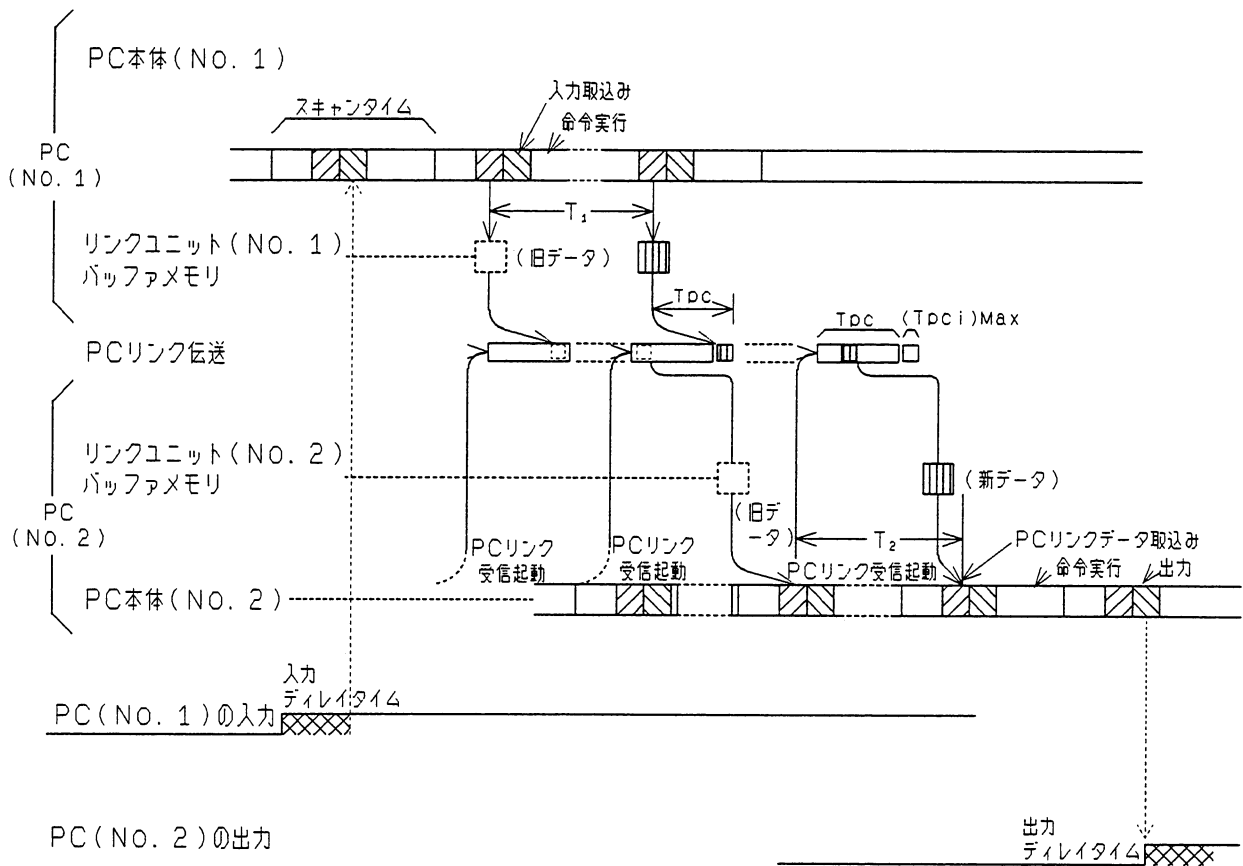 PC本体(NO. 1)
スキャンタイム
入力取込み
命令実行
PC
(NO. 1)
T₁
リンクユニット(NO. 1)
バッファメモリ
(旧データ)
Tpc
Tpc
(Tpci)Max
PCリンク伝送
リンクユニット(NO. 2)
バッファメモリ
(新データ)
PC
(NO. 2)
(旧デ
ータ)
T₂
PCリンク
受信起動
PCリンク
受信起動
PCリンク受信起動
PCリンクデータ取込み
命令実行
出力
PC本体(NO. 2)
入力
ディレイタイム
PC(NO. 1)の入力
PC(NO. 2)の出力
出力
ディレイタイム